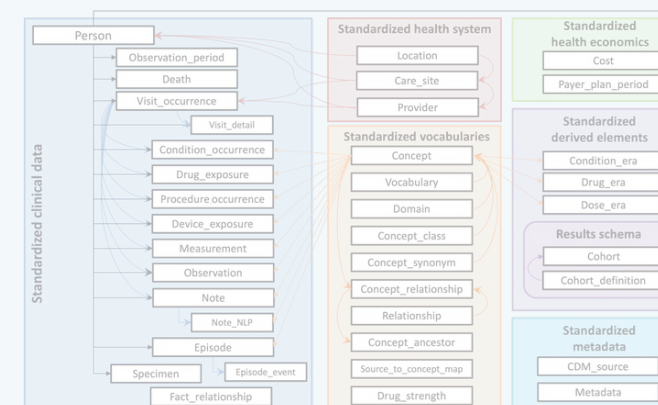 Standardized clinical data
Person
Observation_period
Death
Visit_occurrence
Visit_detail
Condition_occurrence
Drug_exposure
Procedure occurrence
Device_exposure
Measurement
Observation
Note
Note_NLP
Episode
Specimen
Episode_event
Fact_relationship
Standardized health system
Location
Care_site
Provider
Standardized vocabularies
Concept
Vocabulary
Domain
Concept_class
Concept_synonym
Concept_relationship
Relationship
Concept_ancestor
Source_to_concept_map
Drug_strength
Standardized
health economics
Cost
Payer_plan_period
Standardized
derived elements
Condition_era
Drug_era
Dose_era
Results schema
Cohort
Cohort_definition
Standardized
metadata
CDM_source
Metadata